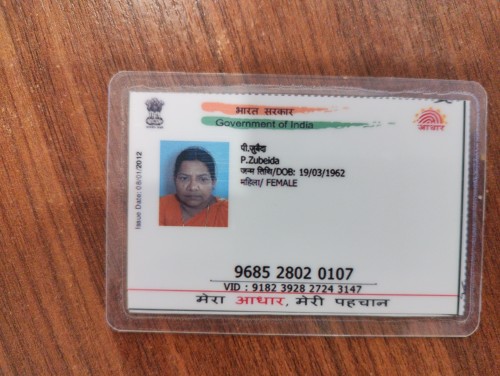 भारत सरकार
Government of India
आधार
Issue Date: 08/01/2012
पी.ज़ुबैदा
P.Zubeida
जन्म तिथि/DOB: 19/03/1962
महिला/ FEMALE
9685 2802 0107
VID : 9182 3928 2724 3147
मेरा आधार, मेरी पहचान